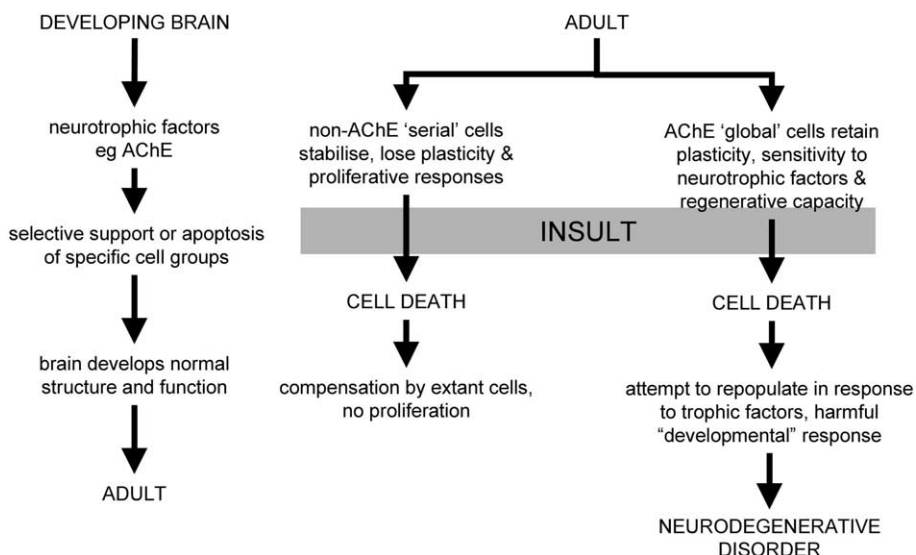 DEVELOPING BRAIN
neurotrophic factors
eg AChE
selective support or apoptosis
of specific cell groups
brain develops normal
structure and function
ADULT
ADULT
non-AChE ‘serial’ cells
stabilise, lose plasticity &
proliferative responses
AChE ‘global’ cells retain
plasticity, sensitivity to
neurotrophic factors &
regenerative capacity
INSULT
CELL DEATH
compensation by extant cells,
no proliferation
CELL DEATH
attempt to repopulate in response
to trophic factors, harmful
“developmental” response
NEURODEGENERATIVE
DISORDER